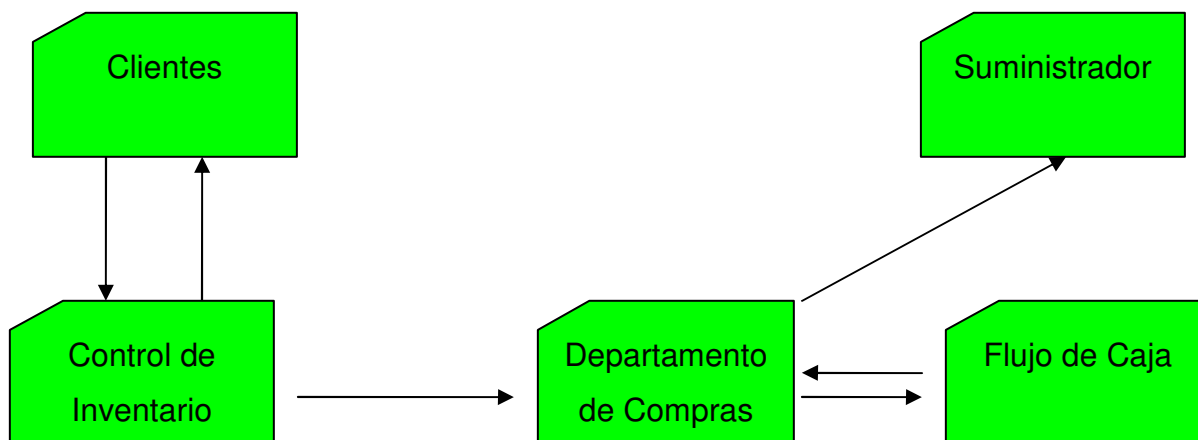 Clientes
Suministrador
Control de
Inventario
Departamento
de Compras
Flujo de Caja